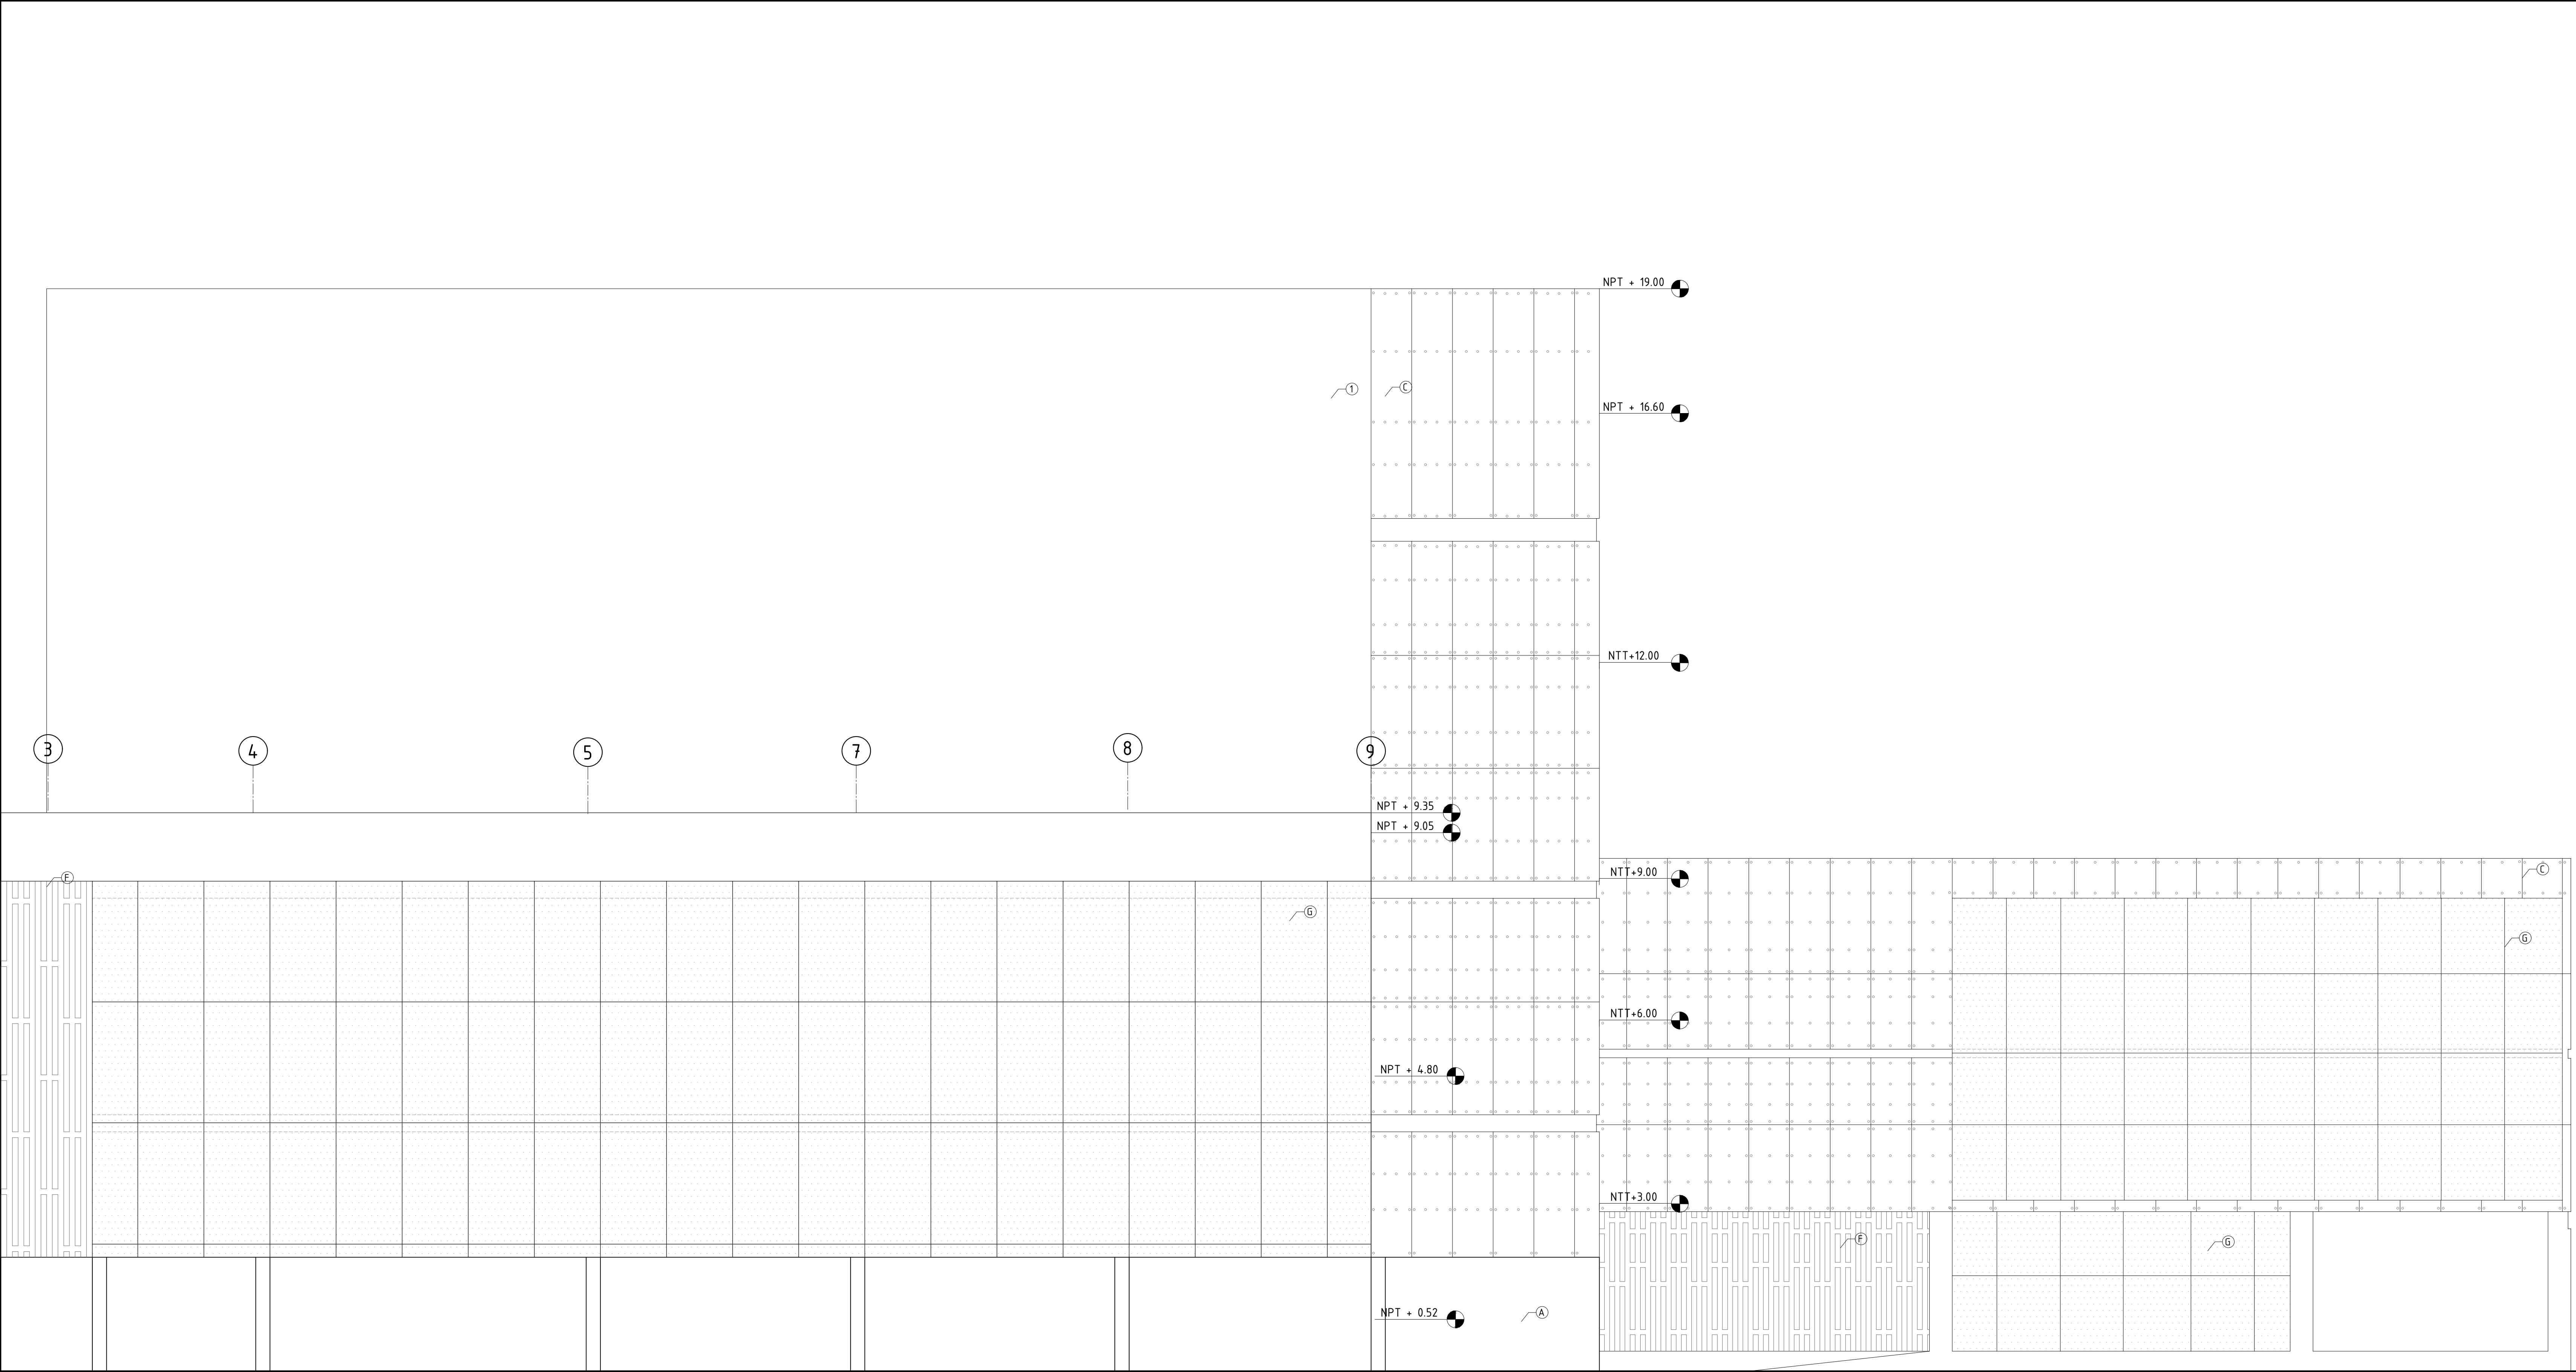 NPT + 19.00
1
C
NPT + 16.60
NTT+12.00
3
4
5
7
8
9
NPT + 9.35
NPT + 9.05
NTT+9.00
C
F
G
G
NTT+6.00
NPT + 4.80
NTT+3.00
F
G
NPT + 0.52
A